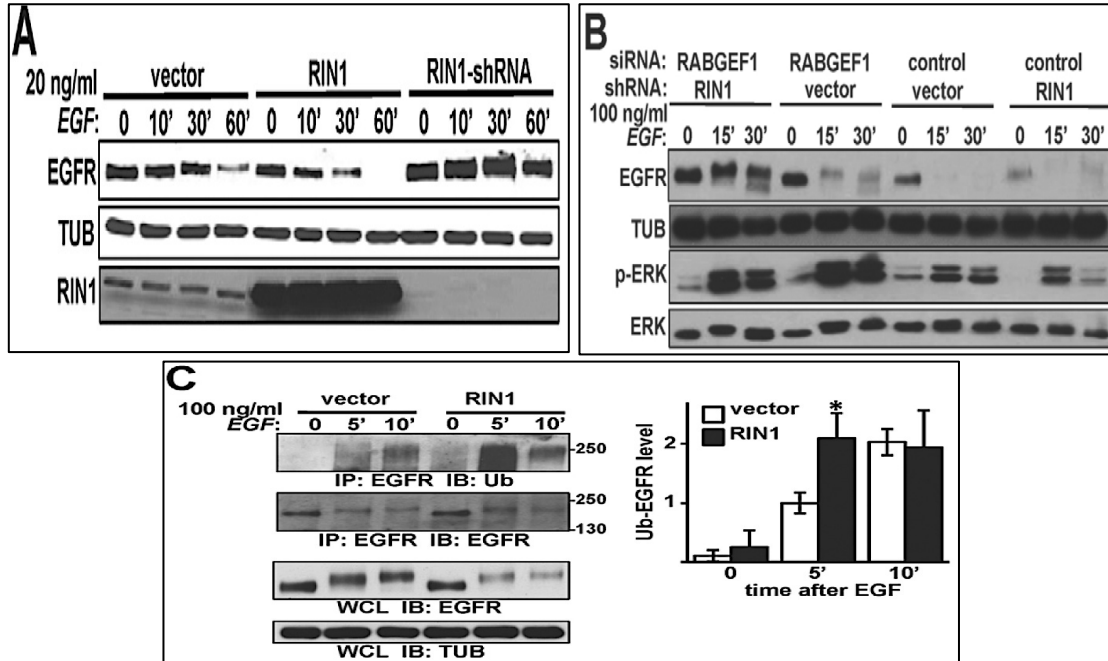 A
vector RIN1 RIN1-shRNA
20 ng/ml
EGF: 0 10' 30' 60' 0 10' 30' 60' 0 10' 30' 60'
EGFR
TUB
RIN1
B
siRNA: RABGEF1 RABGEF1 control control
shRNA: RIN1 vector vector RIN1
100 ng/ml
EGF: 0 15' 30' 0 15' 30' 0 15' 30' 0 15' 30'
EGFR
TUB
p-ERK
ERK
C
vector RIN1
100 ng/ml
EGF: 0 5' 10' 0 5' 10'
-250
IP: EGFR IB: Ub
250
130
IP: EGFR IB: EGFR
WCL IB: EGFR
WCL IB: TUB
vector
RIN1
*
Ub-EGFR level
2
1
0 5' 10'
time after EGF